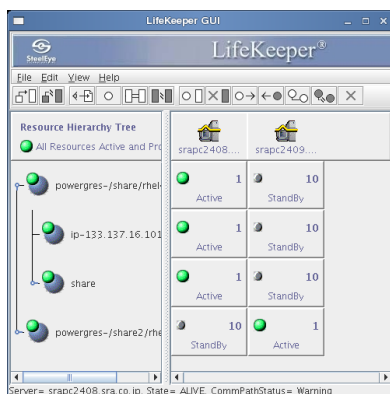 LifeKeeper GUI
SteelEye
LifeKeeper®
File Edit View Help
Resource Hierarchy Tree
All Resources Active and Pro
srapc2408....
srapc2409....
powergres-/share/rhel4
1
Active
10
StandBy
ip-133.137.16.101
1
Active
10
StandBy
share
1
Active
10
StandBy
powergres-/share2/rhe
10
StandBy
1
Active
Server= srapc2408.sra.co.jp, State= ALIVE, CommPathStatus= Warning